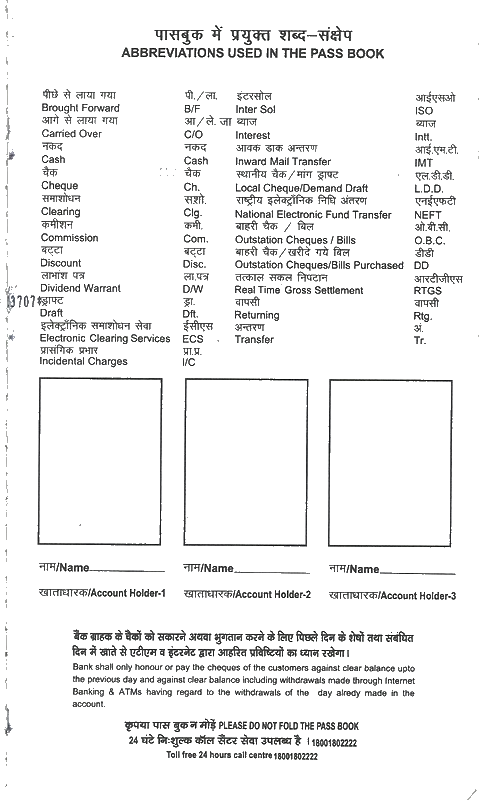 पासबुक में प्रयुक्त शब्द–संक्षेप
ABBREVIATIONS USED IN THE PASS BOOK
पीछे से लाया गया पी./ला. इंटरसोल आईएसओ
Brought Forward B/F Inter Sol ISO
आगे से लाया गया आ/ले. जा ब्याज ब्याज
Carried Over C/O Interest Intt.
नकद नकद आवक डाक अन्तरण आई.एम.टी.
Cash Cash Inward Mail Transfer IMT
चैक चैक स्थानीय चैक/मांग ड्राफ्ट एल.डी.डी.
Cheque Ch. Local Cheque/Demand Draft L.D.D.
समाशोधन सशो. राष्ट्रीय इलेक्ट्रॉनिक निधि अंतरण एनईएफटी
Clearing Clg. National Electronic Fund Transfer NEFT
कमीशन कमी. बाहरी चैक / बिल ओ.बी.सी.
Commission Com. Outstation Cheques / Bills O.B.C.
बट्टा बट्टा बाहरी चैक/खरीदे गये बिल डीडी
Discount Disc. Outstation Cheques/Bills Purchased DD
लाभांश पत्र ला.पत्र तत्काल सकल निपटान आरटीजीएस
Dividend Warrant D/W Real Time Gross Settlement RTGS
ड्राफ्ट ड्रा. वापसी वापसी
Draft Dft. Returning Rtg.
इलेक्ट्रॉनिक समाशोधन सेवा ईसीएस अन्तरण अं.
Electronic Clearing Services ECS Transfer Tr.
प्रासंगिक प्रभार प्रा.प्र.
Incidental Charges I/C
नाम/Name नाम/Name नाम/Name
खाताधारक/Account Holder-1 खाताधारक/Account Holder-2 खाताधारक/Account Holder-3
बैंक ग्राहक के चैकों को सकारने अथवा भुगतान करने के लिए पिछले दिन के शेषों तथा संबंधित
दिन में खाते से एटीएम व इंटरनेट द्वारा आहरित प्रविष्टियों का ध्यान रखेगा।
Bank shall only honour or pay the cheques of the customers against clear balance upto
the previous day and against clear balance including withdrawals made through Internet
Banking & ATMs having regard to the withdrawals of the day alredy made in the
account.
कृपया पास बुक न मोड़ें PLEASE DO NOT FOLD THE PASS BOOK
24 घंटे निःशुल्क कॉल सैंटर सेवा उपलब्ध है । 18001802222
Toll free 24 hours call centre 18001802222